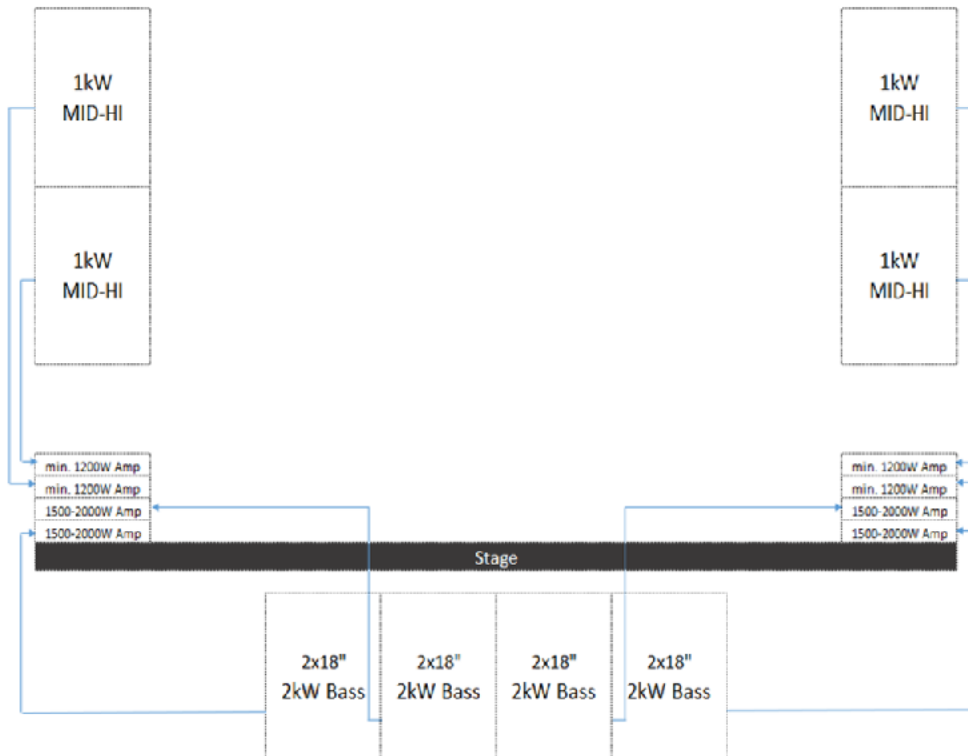 1kW
MID-HI
1kW
MID-HI
1kW
MID-HI
1kW
MID-HI
min. 1200W Amp
min. 1200W Amp
min. 1200W Amp
min. 1200W Amp
1500-2000W Amp
1500-2000W Amp
1500-2000W Amp
1500-2000W Amp
Stage
2x18"
2kW Bass
2x18"
2kW Bass
2x18"
2kW Bass
2x18"
2kW Bass